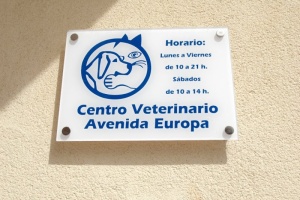 Horario:
Lunes a Viernes
de 10 a 21 h.
Sábados
de 10 a 14 h.
Centro Veterinario
Avenida Europa